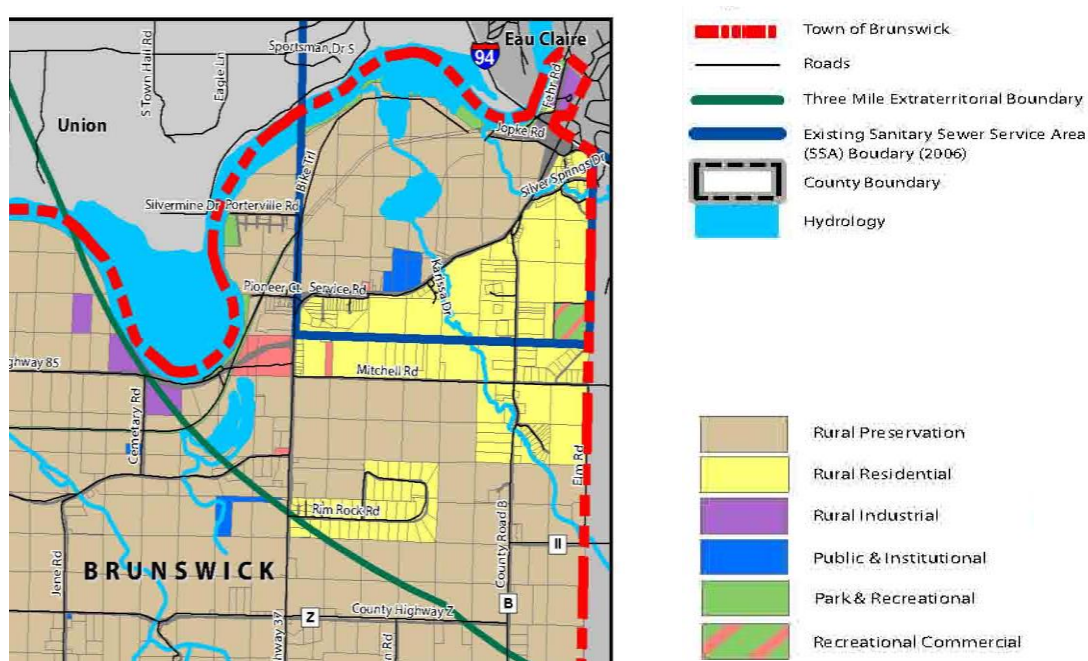 Eau Claire
Sportsman Dr S
94
S Town Hall Rd
Eagle Ln
Fehr Rd
Union
Jopke Rd
Bike Trl
Silver Springs Dr
Silvermine Dr Porterville Rd
Karissa Dr
Pioneer Ct Service Rd
ghway 85
Mitchell Rd
Cemetary Rd
Elm Rd
Rim Rock Rd
County Road B
II
Jene Rd
BRUNSWICK
County Highway Z
Z
B
hway 37
n Rd
Town of Brunswick
Roads
Three Mile Extraterritorial Boundary
Existing Sanitary Sewer Service Area
(SSA) Boudary (2006)
County Boundary
Hydrology
Rural Preservation
Rural Residential
Rural Industrial
Public & Institutional
Park & Recreational
Recreational Commercial